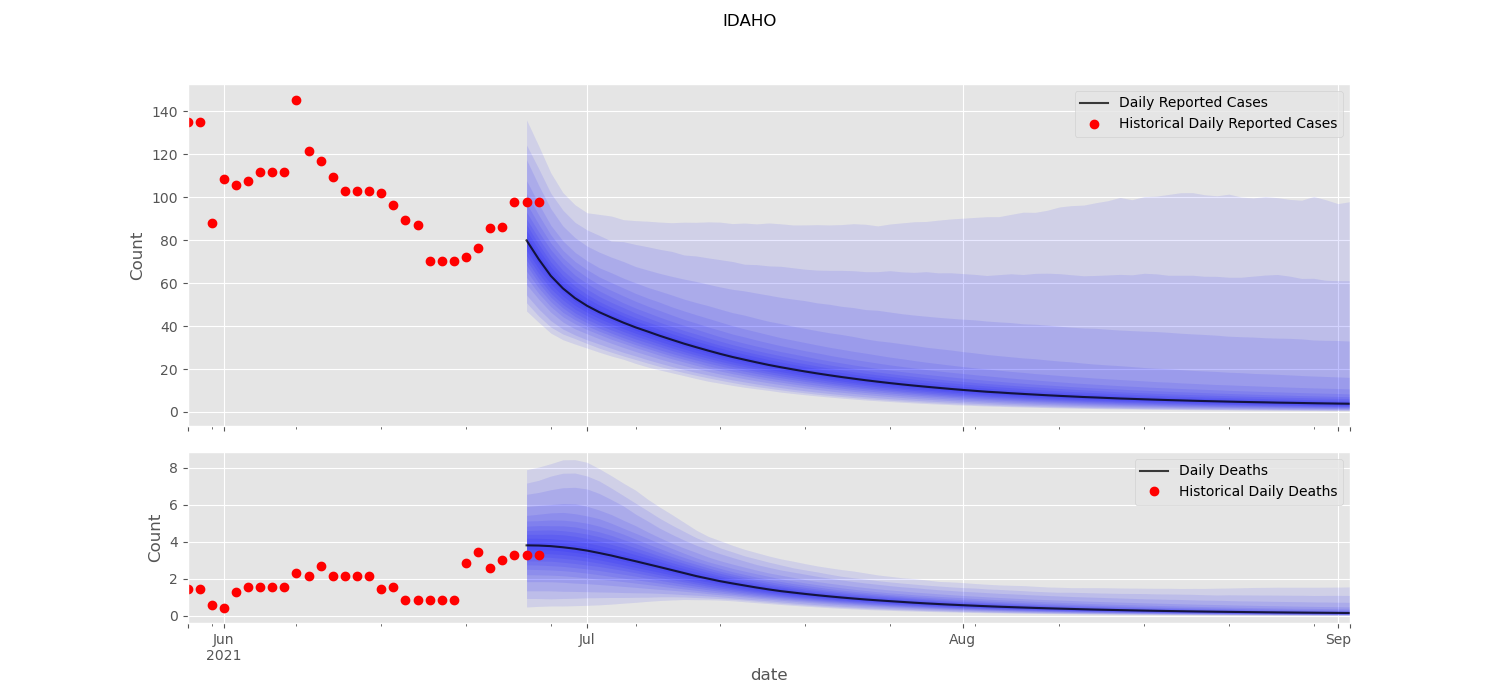 IDAHO
Daily Reported Cases
Historical Daily Reported Cases
140
120
100
80
60
40
20
0
Count
Daily Deaths
Historical Daily Deaths
8
6
4
2
0
Count
Jun
2021
Jul
Aug
Sep
date